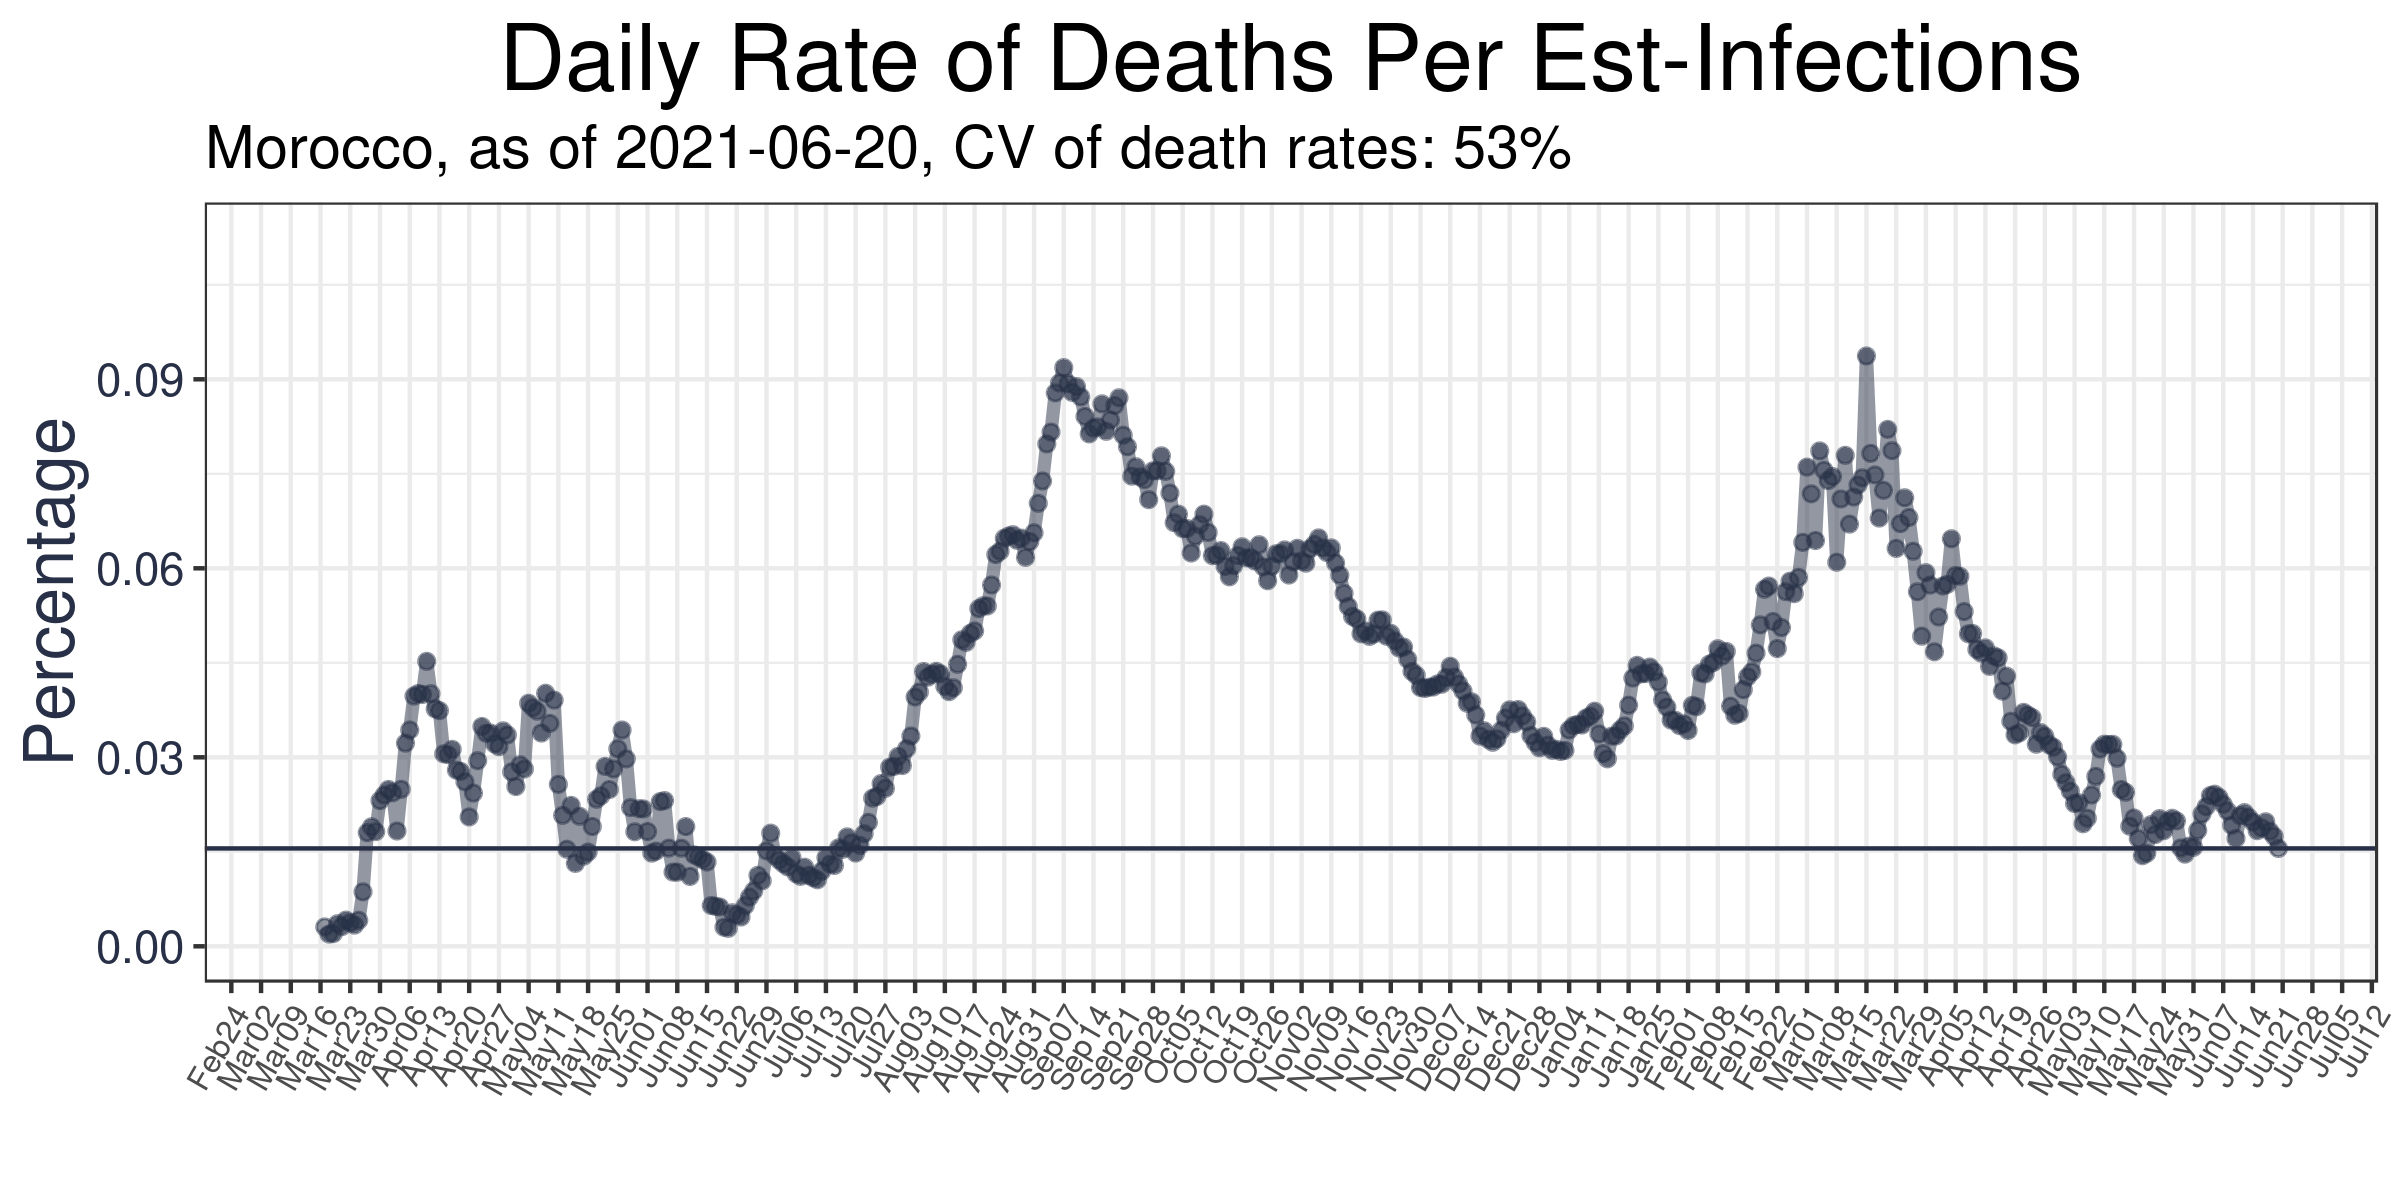 Daily Rate of Deaths Per Est-Infections
Morocco, as of 2021-06-20, CV of death rates: 53%
Percentage
0.09
0.06
0.03
0.00
Feb24
Mar02
Mar09
Mar16
Mar23
Mar30
Apr06
Apr13
Apr20
Apr27
May04
May11
May18
May25
Jun01
Jun08
Jun15
Jun22
Jun29
Jul06
Jul13
Jul20
Jul27
Aug03
Aug10
Aug17
Aug24
Aug31
Sep07
Sep14
Sep21
Sep28
Oct05
Oct12
Oct19
Oct26
Nov02
Nov09
Nov16
Nov23
Nov30
Dec07
Dec14
Dec21
Dec28
Jan04
Jan11
Jan18
Jan25
Feb01
Feb08
Feb15
Feb22
Mar01
Mar08
Mar15
Mar22
Mar29
Apr05
Apr12
Apr19
Apr26
May03
May10
May17
May24
May31
Jun07
Jun14
Jun21
Jun28
Jul05
Jul12